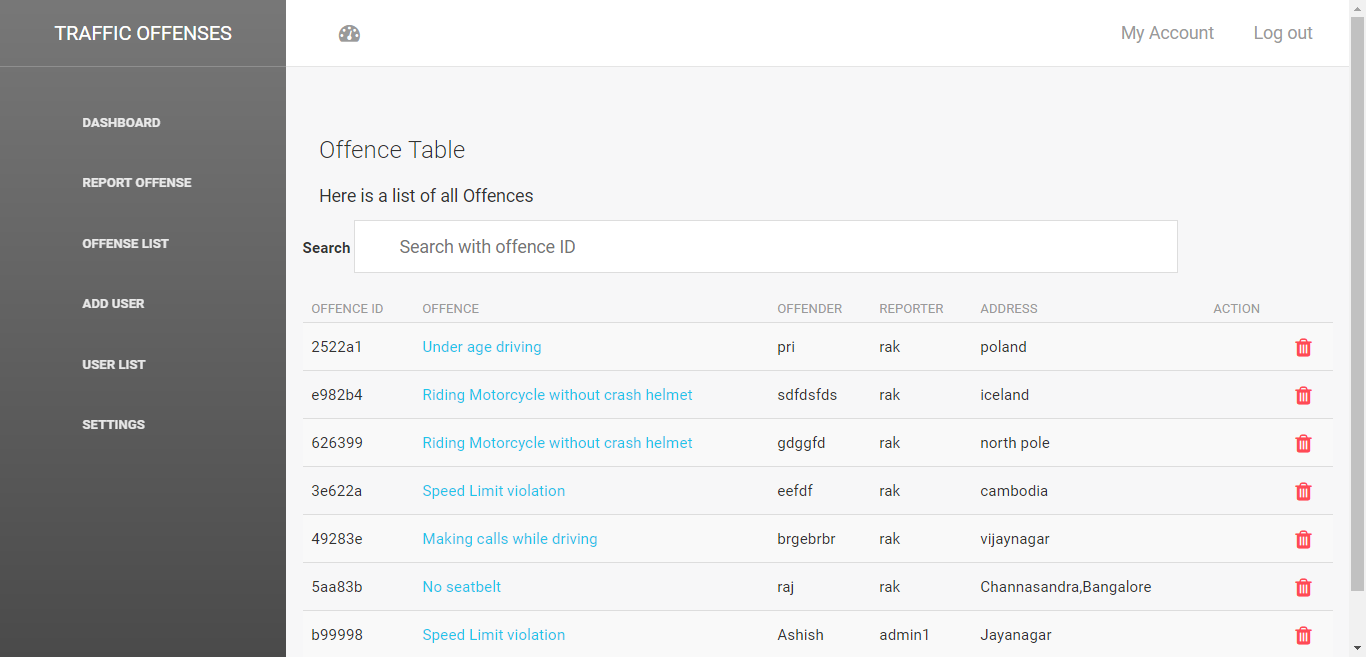 TRAFFIC OFFENSES
My Account Log out
DASHBOARD
REPORT OFFENSE
OFFENSE LIST
ADD USER
USER LIST
SETTINGS
Offence Table
Here is a list of all Offences
Search Search with offence ID
OFFENCE ID OFFENCE OFFENDER REPORTER ADDRESS ACTION
2522a1 Under age driving pri rak poland
e982b4 Riding Motorcycle without crash helmet sdfdsfds rak iceland
626399 Riding Motorcycle without crash helmet gdggfd rak north pole
3e622a Speed Limit violation eefdf rak cambodia
49283e Making calls while driving brgebrbr rak vijaynagar
5aa83b No seatbelt raj rak Channasandra,Bangalore
b99998 Speed Limit violation Ashish admin1 Jayanagar